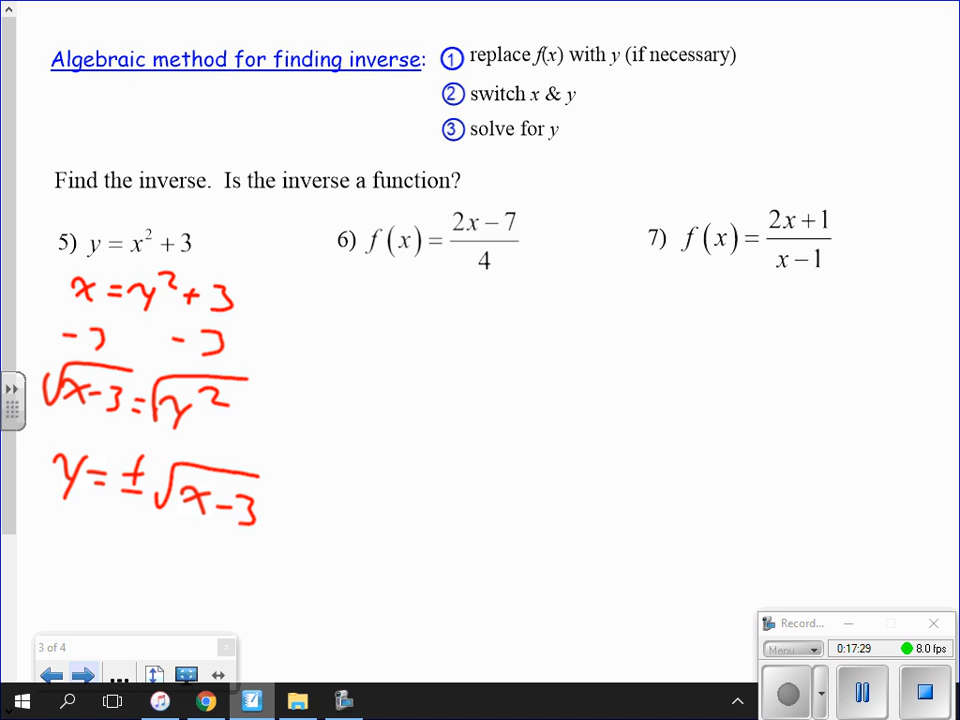 Algebraic method for finding inverse: ① replace f(x) with y (if necessary)
② switch x & y
③ solve for y
Find the inverse. Is the inverse a function?
5) y = x² + 3
6) f(x) = (2x − 7)/4
7) f(x) = (2x + 1)/(x − 1)
x = y² + 3
−3 −3
√(x−3) = √(y²)
y = ± √(x−3)
3 of 4
Record...
Menu
0:17:29
8.0 fps